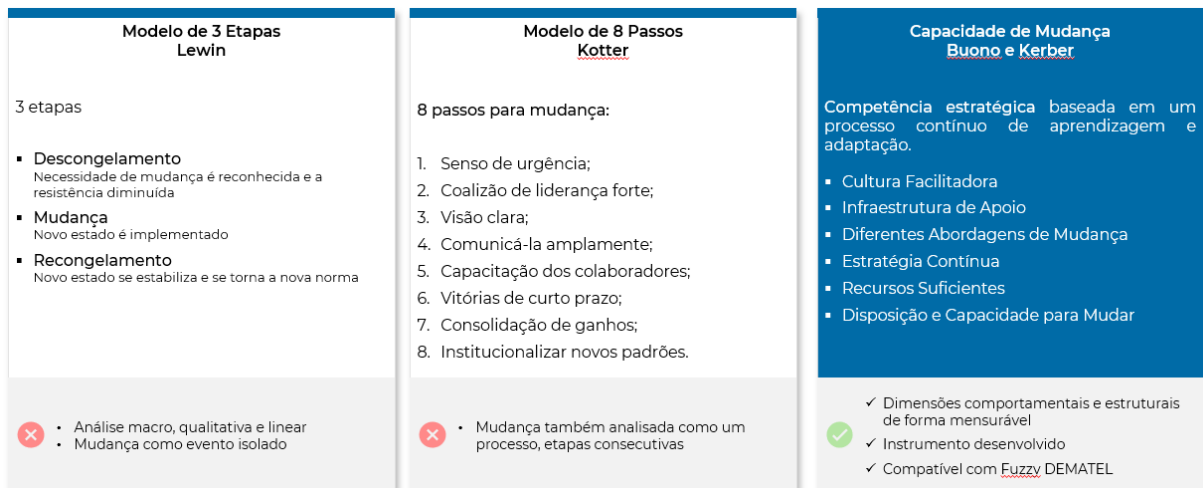 Modelo de 3 Etapas
Lewin
3 etapas
▪ Descongelamento
Necessidade de mudança é reconhecida e a
resistência diminuída
▪ Mudança
Novo estado é implementado
▪ Recongelamento
Novo estado se estabiliza e se torna a nova norma
• Análise macro, qualitativa e linear
• Mudança como evento isolado
Modelo de 8 Passos
Kotter
8 passos para mudança:
1. Senso de urgência;
2. Coalizão de liderança forte;
3. Visão clara;
4. Comunicá-la amplamente;
5. Capacitação dos colaboradores;
6. Vitórias de curto prazo;
7. Consolidação de ganhos;
8. Institucionalizar novos padrões.
• Mudança também analisada como um
processo, etapas consecutivas
Capacidade de Mudança
Buono e Kerber
Competência estratégica baseada em um
processo contínuo de aprendizagem e
adaptação.
▪ Cultura Facilitadora
▪ Infraestrutura de Apoio
▪ Diferentes Abordagens de Mudança
▪ Estratégia Contínua
▪ Recursos Suficientes
▪ Disposição e Capacidade para Mudar
✓ Dimensões comportamentais e estruturais
de forma mensurável
✓ Instrumento desenvolvido
✓ Compatível com Fuzzy DEMATEL